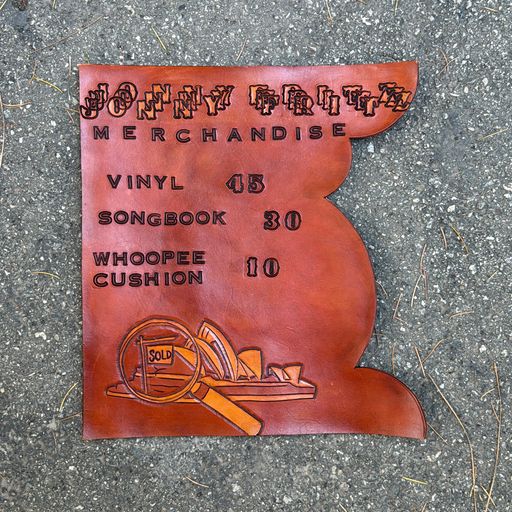 JONNY FRITZ
MERCHANDISE
VINYL 45
SONGBOOK 30
WHOOPEE
CUSHION 10
SOLD